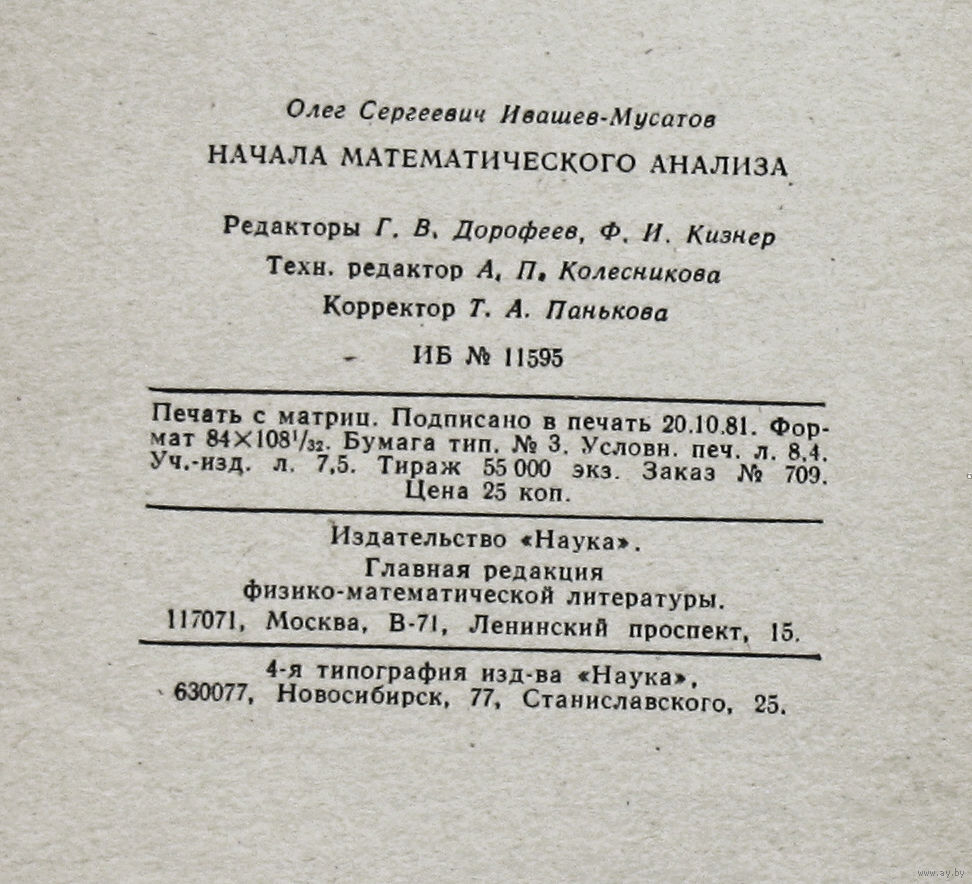 Олег Сергеевич Ивашев-Мусатов
НАЧАЛА МАТЕМАТИЧЕСКОГО АНАЛИЗА
Редакторы Г. В. Дорофеев, Ф. И. Кизнер
Техн. редактор А. П. Колесникова
Корректор Т. А. Панькова
ИБ № 11595
Печать с матриц. Подписано в печать 20.10.81. Фор-
мат 84×108¹/₃₂. Бумага тип. № 3. Условн. печ. л. 8,4.
Уч.-изд. л. 7,5. Тираж 55 000 экз. Заказ № 709.
Цена 25 коп.
Издательство «Наука».
Главная редакция
физико-математической литературы.
117071, Москва, В-71, Ленинский проспект, 15.
4-я типография изд-ва «Наука».
630077, Новосибирск, 77, Станиславского, 25.
www.ay.by